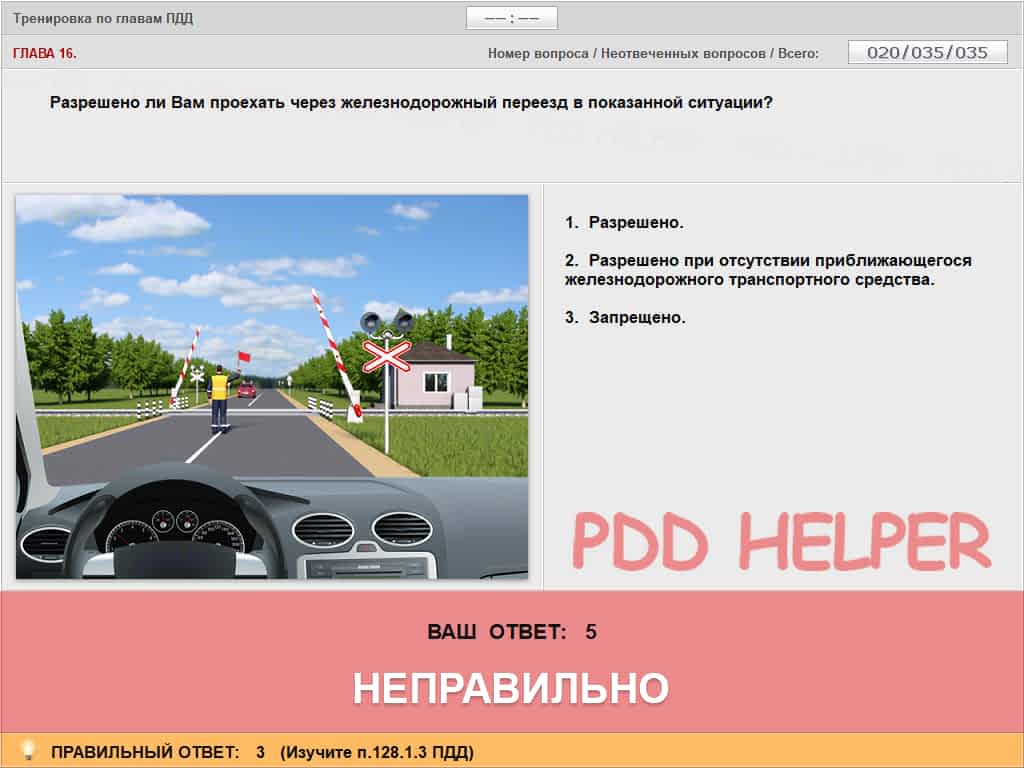 Тренировка по главам ПДД
—— : ——
ГЛАВА 16.
Номер вопроса / Неотвеченных вопросов / Всего: 020/035/035
Разрешено ли Вам проехать через железнодорожный переезд в показанной ситуации?
1. Разрешено.
2. Разрешено при отсутствии приближающегося
железнодорожного транспортного средства.
3. Запрещено.
PDD HELPER
ВАШ ОТВЕТ: 5
НЕПРАВИЛЬНО
ПРАВИЛЬНЫЙ ОТВЕТ: 3 (Изучите п.128.1.3 ПДД)